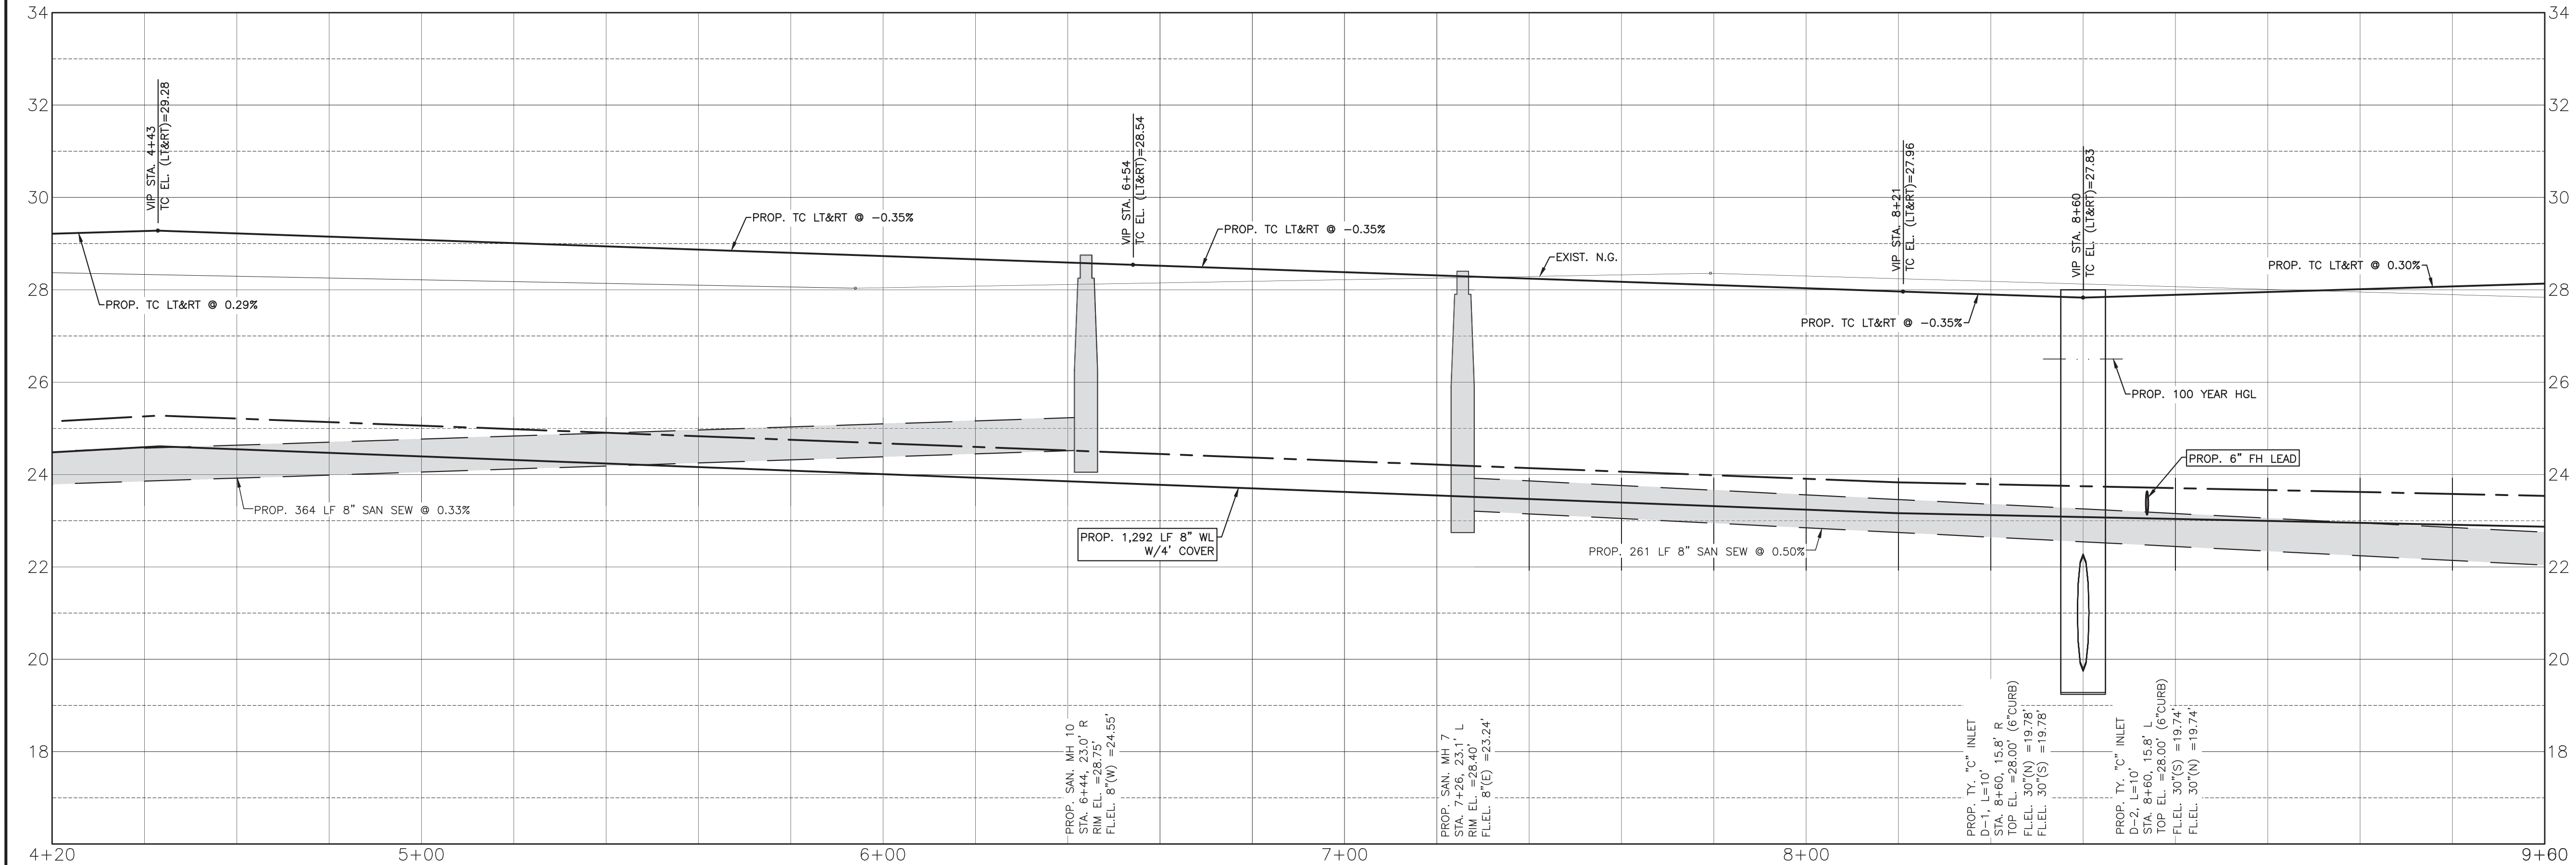 34
32
30
28
26
24
22
20
18
34
32
30
28
26
24
22
20
18
VIP STA. 4+43
TC EL. (LT&RT)=29.28
VIP STA. 6+54
TC EL. (LT&RT)=28.54
VIP STA. 8+21
TC EL. (LT&RT)=27.96
VIP STA. 8+60
TC EL. (LT&RT)=27.83
PROP. TC LT&RT @ -0.35%
PROP. TC LT&RT @ -0.35%
EXIST. N.G.
PROP. TC LT&RT @ 0.30%
PROP. TC LT&RT @ 0.29%
PROP. TC LT&RT @ -0.35%
PROP. 100 YEAR HGL
PROP. 6" FH LEAD
PROP. 364 LF 8" SAN SEW @ 0.33%
PROP. 1,292 LF 8" WL
W/4' COVER
PROP. 261 LF 8" SAN SEW @ 0.50%
PROP. SAN. MH 10
STA. 6+44, 23.0' R
RIM EL. =28.75'
FL.EL. 8"(W) =24.55'
PROP. SAN. MH 7
STA. 7+26, 23.1' L
RIM EL. =28.40'
FL.EL. 8"(E) =23.24'
PROP. TY. "C" INLET
D-1, L=10'
STA. 8+60, 15.8' R
TOP EL. =28.00' (6"CURB)
FL.EL. 30"(N) =19.78'
FL.EL. 30"(S) =19.78'
PROP. TY. "C" INLET
D-2, L=10'
STA. 8+60, 15.8' L
TOP EL. =28.00' (6"CURB)
FL.EL. 30"(S) =19.74'
FL.EL. 30"(N) =19.74'
4+20
5+00
6+00
7+00
8+00
9+60